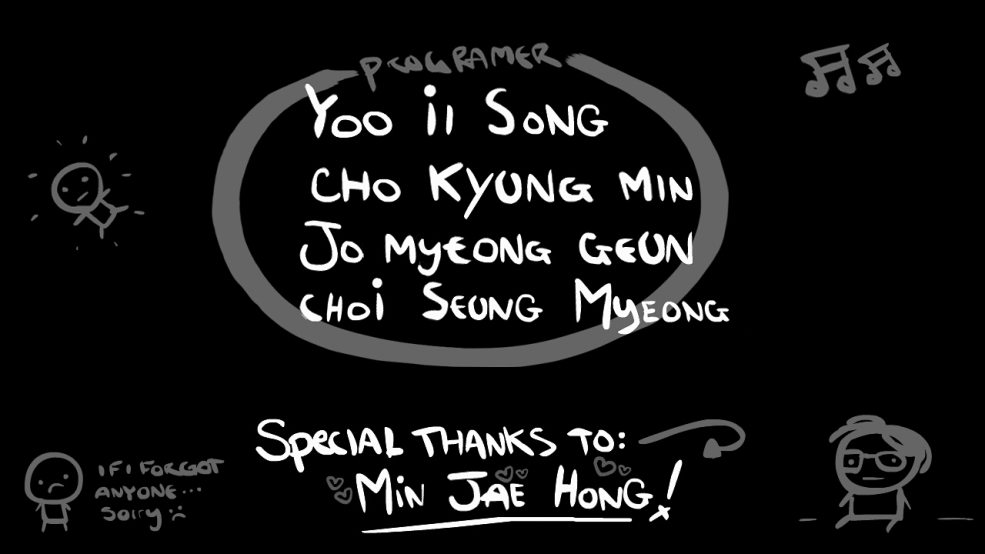 PROGRAMER
Yoo il SONG
CHO KYUNG MIN
JO MYEONG GEUN
CHOI SEUNG MYEONG
SPECIAL THANKS TO:
MIN JAE HONG!
IF I FORGOT
ANYONE...
SORRY :(